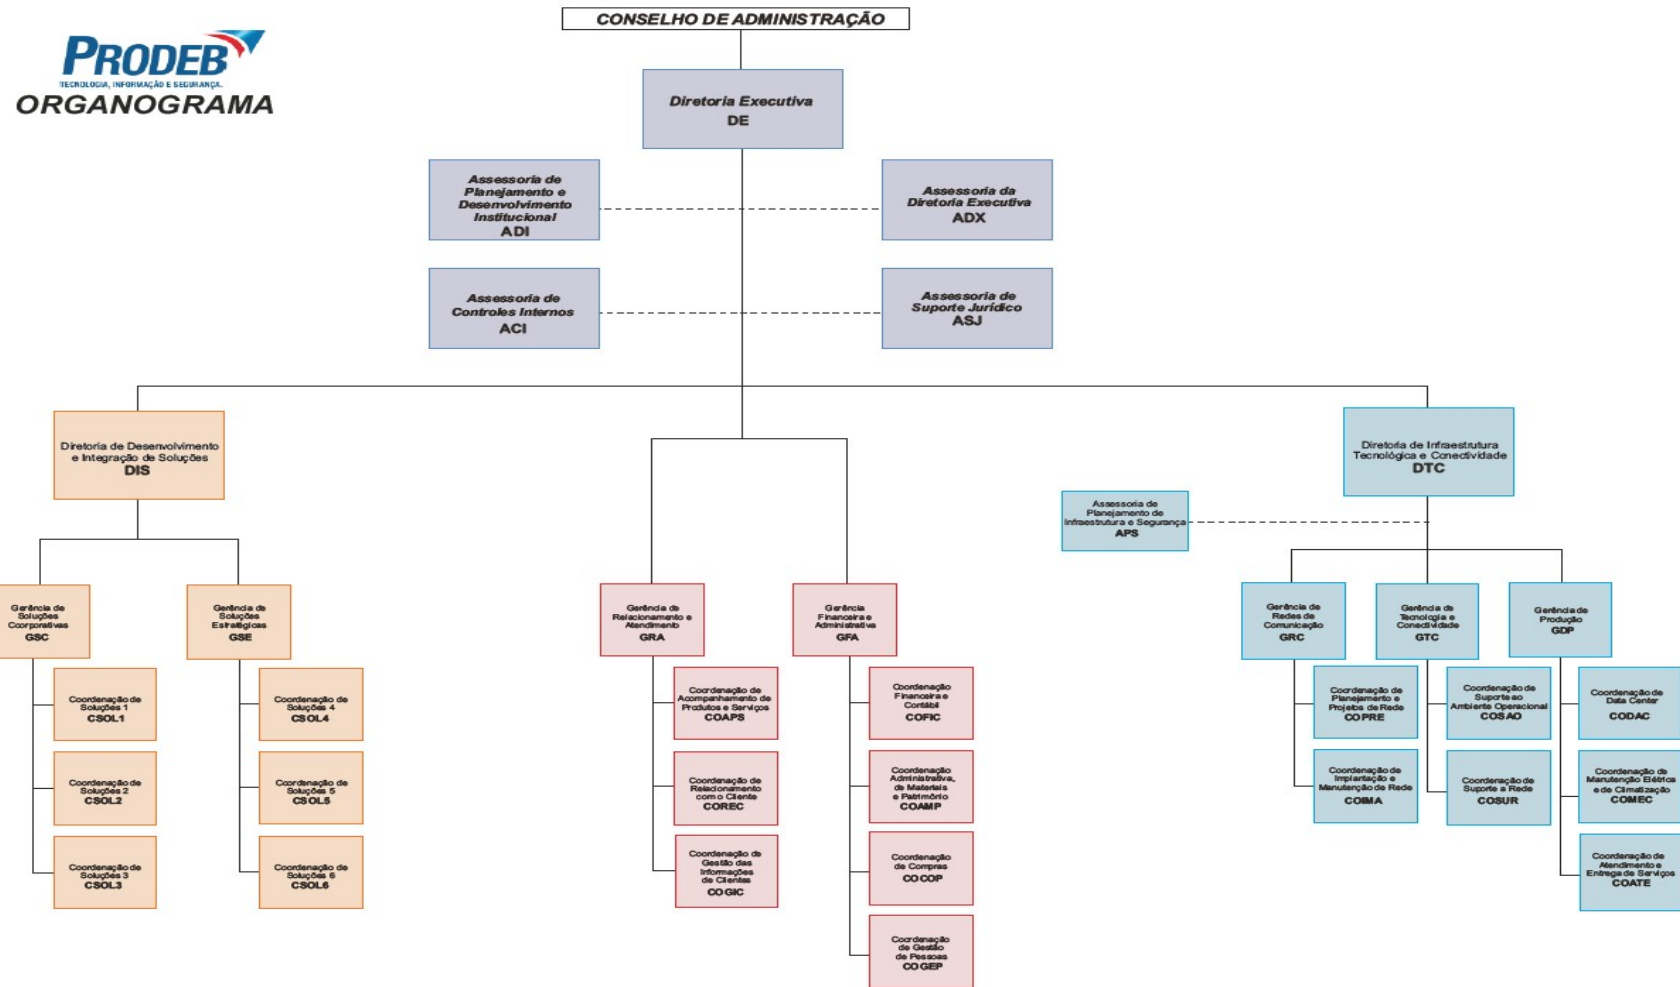 CONSELHO DE ADMINISTRAÇÃO
PRODEB
TECNOLOGIA, INFORMAÇÃO E SEGURANÇA.
ORGANOGRAMA
Diretoria Executiva
DE
Assessoria de
Planejamento e
Desenvolvimento
Institucional
ADI
Assessoria da
Diretoria Executiva
ADX
Assessoria de
Controles Internos
ACI
Assessoria de
Suporte Jurídico
ASJ
Diretoria de Desenvolvimento
e Integração de Soluções
DIS
Diretoria de Infraestrutura
Tecnológica e Conectividade
DTC
Assessoria de
Planejamento de
Infraestrutura e Segurança
APS
Gerência de
Soluções
Coorporativas
GSC
Gerência de
Soluções
Estratégicas
GSE
Gerência de
Relacionamento e
Atendimento
GRA
Gerência
Financeira e
Administrativa
GFA
Gerência de
Redes de
Comunicação
GRC
Gerência de
Tecnologia e
Conectividade
GTC
Gerência de
Produção
GDP
Coordenação de
Soluções 1
CSOL1
Coordenação de
Soluções 2
CSOL2
Coordenação de
Soluções 3
CSOL3
Coordenação de
Soluções 4
CSOL4
Coordenação de
Soluções 5
CSOL5
Coordenação de
Soluções 6
CSOL6
Coordenação de
Acompanhamento de
Produtos e Serviços
COAPS
Coordenação de
Relacionamento
com o Cliente
COREC
Coordenação de
Gestão das
Informações
de Clientes
COGIC
Coordenação
Financeira e
Contábil
COFIC
Coordenação
Administrativa,
de Materiais
e Patrimônio
COAMP
Coordenação
de Compras
COCOP
Coordenação
de Gestão
de Pessoas
COGEP
Coordenação de
Planejamento e
Projetos de Rede
COPRE
Coordenação de
Implantação e
Manutenção de Rede
COIMA
Coordenação de
Suporte ao
Ambiente Operacional
COSAO
Coordenação de
Suporte a Rede
COSUR
Coordenação de
Data Center
CODAC
Coordenação de
Manutenção Elétrica
e de Climatização
COMEC
Coordenação de
Atendimento e
Entrega de Serviços
COATE